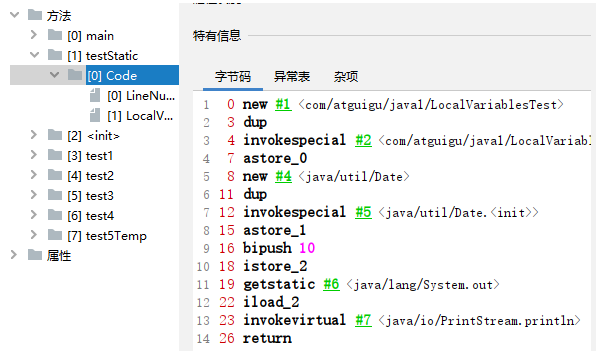 方法
[0] main
[1] testStatic
[0] Code
[0] LineNu...
[1] LocalV...
[2] <init>
[3] test1
[4] test2
[5] test3
[6] test4
[7] test5Temp
属性
特有信息
字节码 异常表 杂项
1 0 new #1 <com/atguigu/java1/LocalVariablesTest>
2 3 dup
3 4 invokespecial #2 <com/atguigu/java1/LocalVariabl
4 7 astore_0
5 8 new #4 <java/util/Date>
6 11 dup
7 12 invokespecial #5 <java/util/Date.<init>>
8 15 astore_1
9 16 bipush 10
10 18 istore_2
11 19 getstatic #6 <java/lang/System.out>
12 22 iload_2
13 23 invokevirtual #7 <java/io/PrintStream.println>
14 26 return